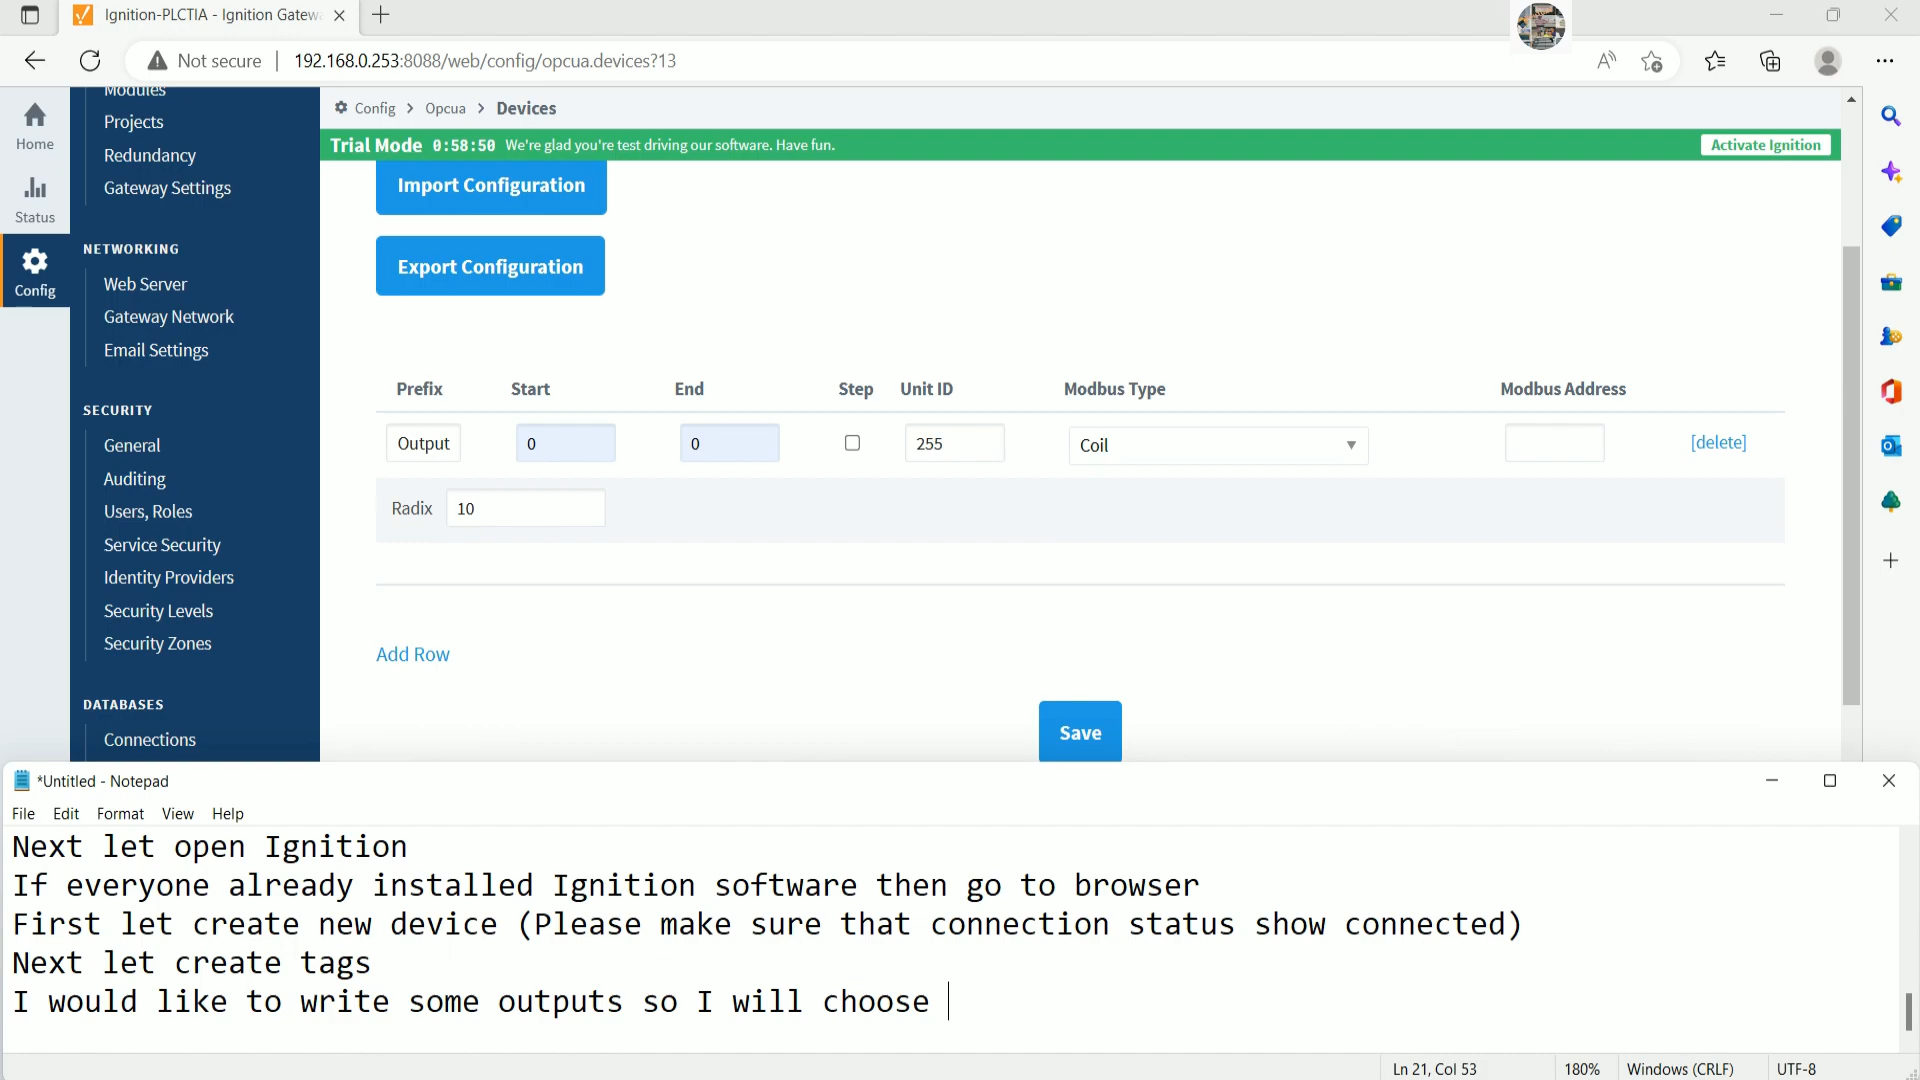 Ignition-PLCTIA - Ignition Gatew
Not secure
192.168.0.253:8088/web/config/opcua.devices?13
Home
Status
Config
Modules
Projects
Redundancy
Gateway Settings
NETWORKING
Web Server
Gateway Network
Email Settings
SECURITY
General
Auditing
Users, Roles
Service Security
Identity Providers
Security Levels
Security Zones
DATABASES
Connections
Config > Opcua > Devices
Trial Mode 0:58:50 We're glad you're test driving our software. Have fun.
Activate Ignition
Import Configuration
Export Configuration
Prefix Start End Step Unit ID Modbus Type Modbus Address
Output 0 0 255 Coil [delete]
Radix 10
Add Row
Save
*Untitled - Notepad
File Edit Format View Help
Next let open Ignition
If everyone already installed Ignition software then go to browser
First let create new device (Please make sure that connection status show connected)
Next let create tags
I would like to write some outputs so I will choose
Ln 21, Col 53 180% Windows (CRLF) UTF-8